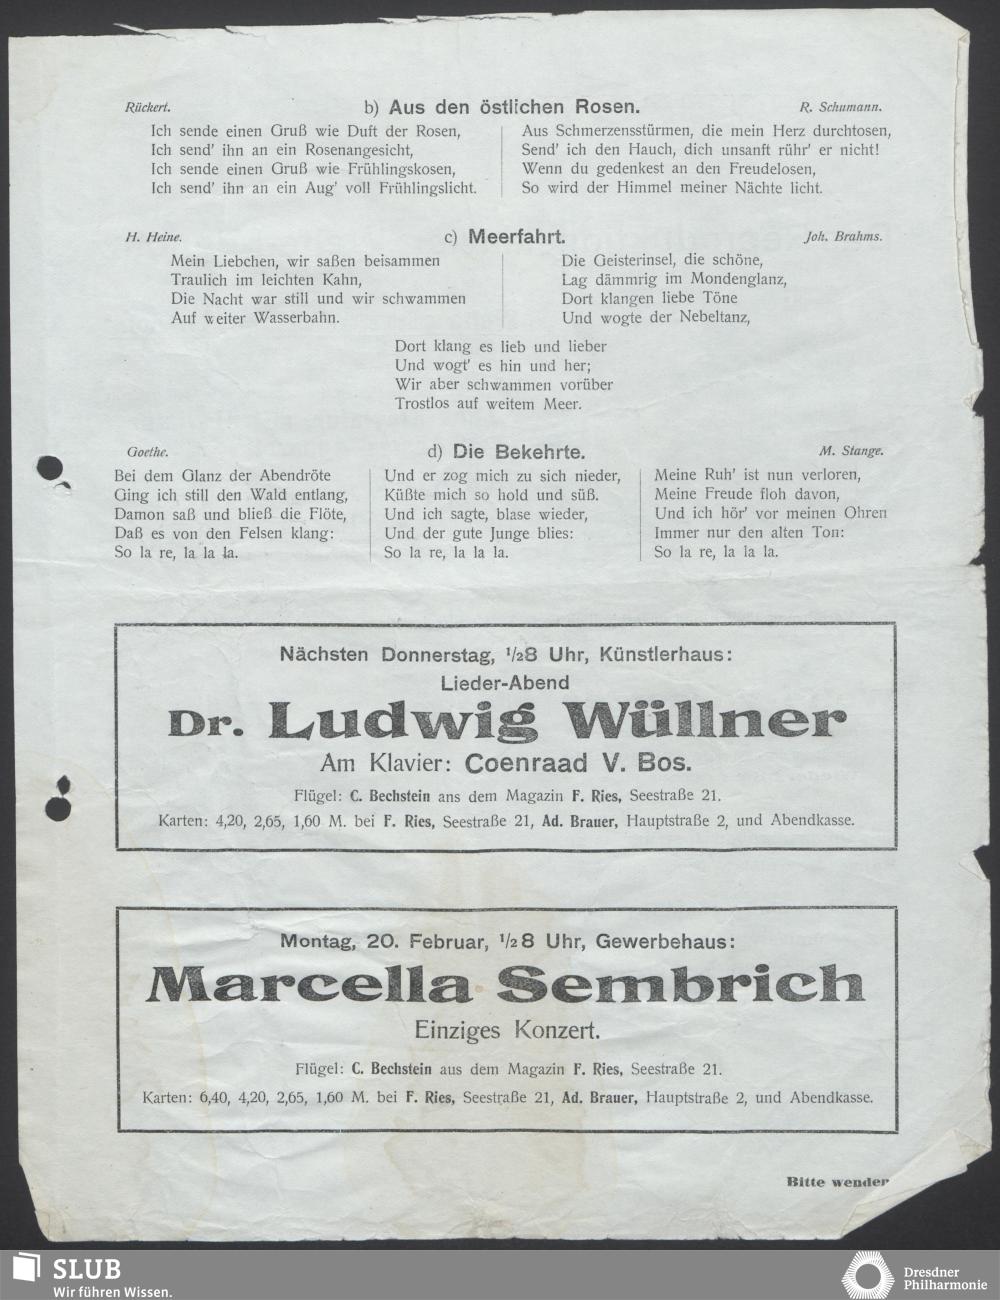 Rückert. b) Aus den östlichen Rosen. R. Schumann.
Ich sende einen Gruß wie Duft der Rosen,
Ich send' ihn an ein Rosenangesicht,
Ich sende einen Gruß wie Frühlingskosen,
Ich send' ihn an ein Aug' voll Frühlingslicht.
Aus Schmerzensstürmen, die mein Herz durchtosen,
Send' ich den Hauch, dich unsanft rühr' er nicht!
Wenn du gedenkest an den Freudelosen,
So wird der Himmel meiner Nächte licht.
H. Heine. c) Meerfahrt. Joh. Brahms.
Mein Liebchen, wir saßen beisammen
Traulich im leichten Kahn,
Die Nacht war still und wir schwammen
Auf weiter Wasserbahn.
Die Geisterinsel, die schöne,
Lag dämmrig im Mondenglanz,
Dort klangen liebe Töne
Und wogte der Nebeltanz,
Dort klang es lieb und lieber
Und wogt' es hin und her;
Wir aber schwammen vorüber
Trostlos auf weitem Meer.
Goethe. d) Die Bekehrte. M. Stange.
Bei dem Glanz der Abendröte
Ging ich still den Wald entlang,
Damon saß und bließ die Flöte,
Daß es von den Felsen klang:
So la re, la la la.
Und er zog mich zu sich nieder,
Küßte mich so hold und süß.
Und ich sagte, blase wieder,
Und der gute Junge blies:
So la re, la la la.
Meine Ruh' ist nun verloren,
Meine Freude floh davon,
Und ich hör' vor meinen Ohren
Immer nur den alten Ton:
So la re, la la la.
Nächsten Donnerstag, 1/28 Uhr, Künstlerhaus:
Lieder-Abend
Dr. Ludwig Wüllner
Am Klavier: Coenraad V. Bos.
Flügel: C. Bechstein ans dem Magazin F. Ries, Seestraße 21.
Karten: 4,20, 2,65, 1,60 M. bei F. Ries, Seestraße 21, Ad. Brauer, Hauptstraße 2, und Abendkasse.
Montag, 20. Februar, 1/28 Uhr, Gewerbehaus:
Marcella Sembrich
Einziges Konzert.
Flügel: C. Bechstein aus dem Magazin F. Ries, Seestraße 21.
Karten: 6,40, 4,20, 2,65, 1,60 M. bei F. Ries, Seestraße 21, Ad. Brauer, Hauptstraße 2, und Abendkasse.
Bitte wenden
SLUB
Wir führen Wissen.
Dresdner
Philharmonie